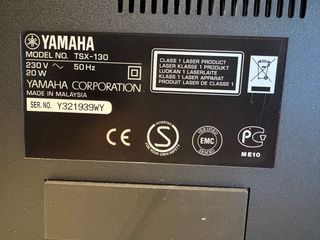 YAMAHA
MODEL NO. TSX-130
230 V ~ 50 Hz
20 W
YAMAHA CORPORATION
MADE IN MALAYSIA
SER. NO. Y321939WY
CLASS 1 LASER PRODUCT
KLASSE 1 LASER PRODUKT
LUOKAN 1 LASERLAITE
KLASS 1 LASER APPARAT
PRODUIT LASER DE CLASSE 1
CE
S
EMC
PG
ME10